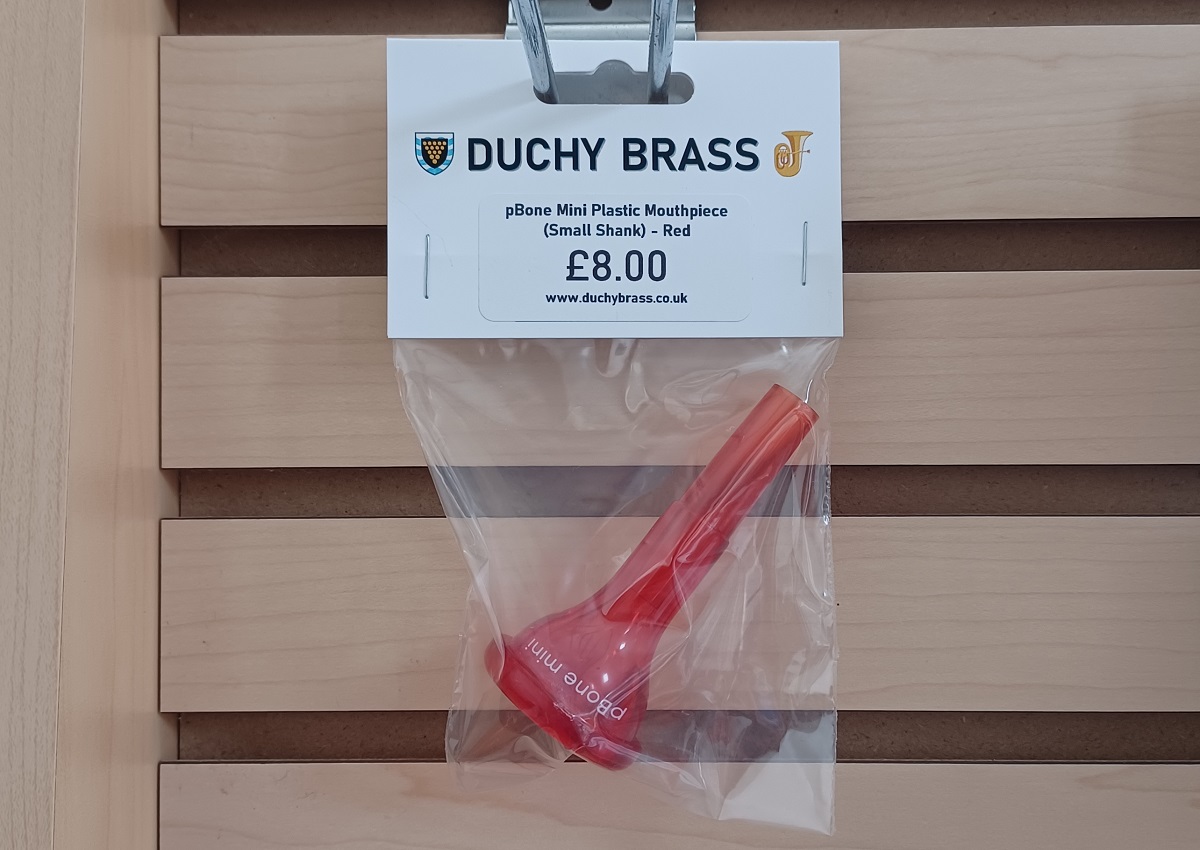 DUCHY BRASS
pBone Mini Plastic Mouthpiece
(Small Shank) - Red
£8.00
www.duchybrass.co.uk
pBone mini